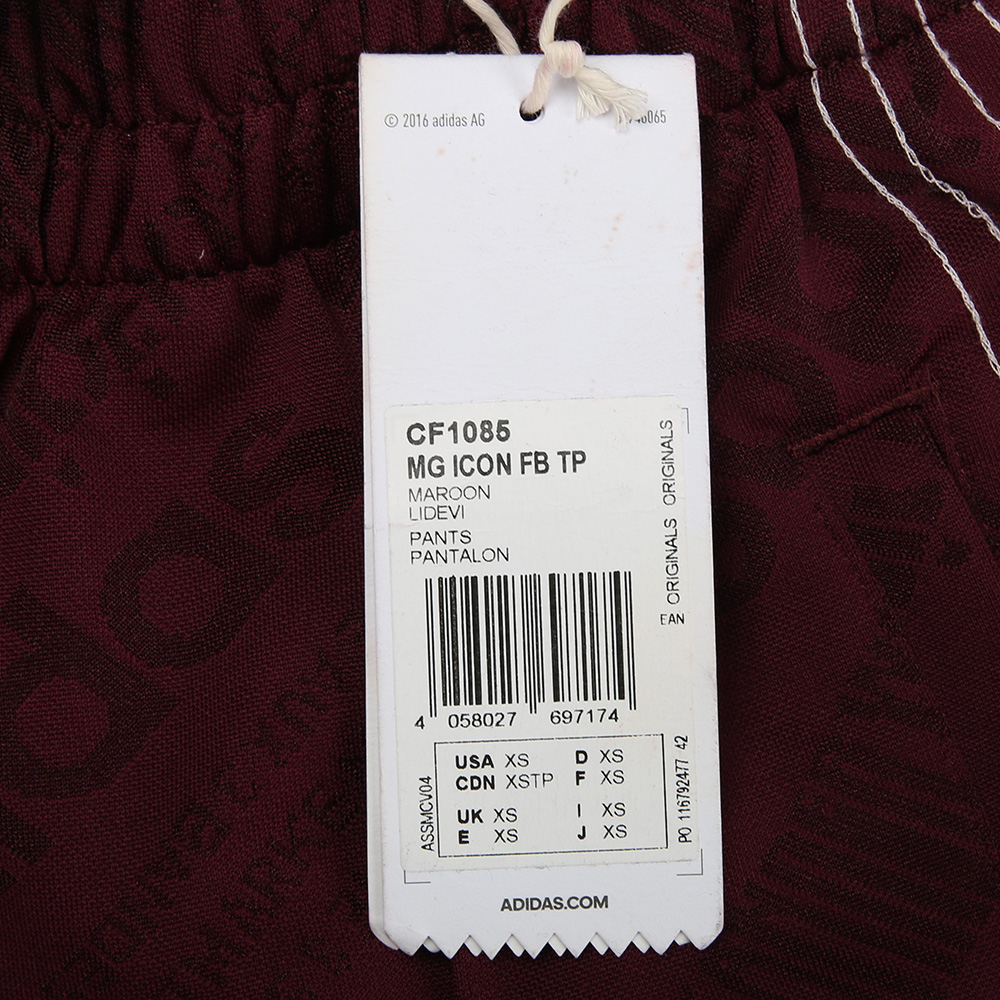 © 2016 adidas AG
CF1085
MG ICON FB TP
MAROON
LIDEVI
PANTS
PANTALON
EAN ORIGINALS ORIGINALS
4 058027 697174
ASSMCV04
USA XS D XS
CDN XSTP F XS
UK XS I XS
E XS J XS
PO 116792477 42
ADIDAS.COM